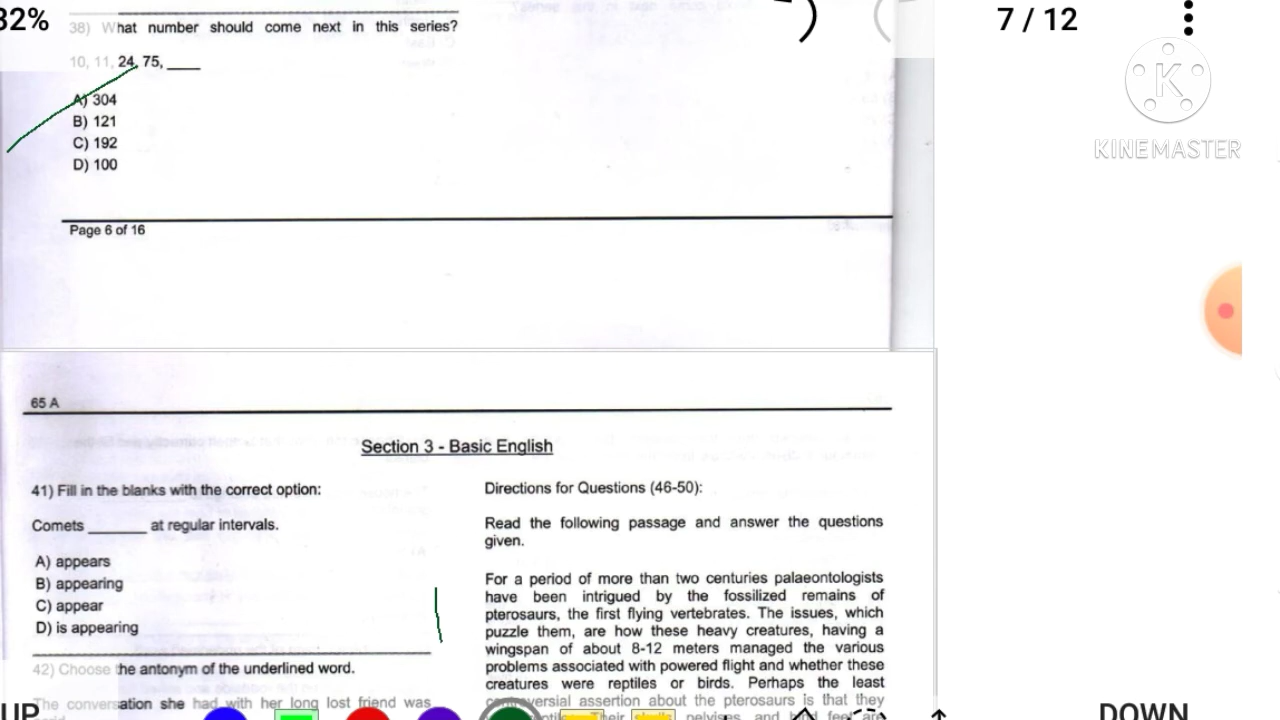 32%
7 / 12
38) What number should come next in this series?
10, 11, 24, 75, ____
A) 304
B) 121
C) 192
D) 100
KINEMASTER
Page 6 of 16
65 A
Section 3 - Basic English
41) Fill in the blanks with the correct option:
Comets _______ at regular intervals.
A) appears
B) appearing
C) appear
D) is appearing
42) Choose the antonym of the underlined word.
The conversation she had with her long lost friend was
Directions for Questions (46-50):
Read the following passage and answer the questions
given.
For a period of more than two centuries palaeontologists
have been intrigued by the fossilized remains of
pterosaurs, the first flying vertebrates. The issues, which
puzzle them, are how these heavy creatures, having a
wingspan of about 8-12 meters managed the various
problems associated with powered flight and whether these
creatures were reptiles or birds. Perhaps the least
controversial assertion about the pterosaurs is that they
pelvises, and feet are
UP
DOWN